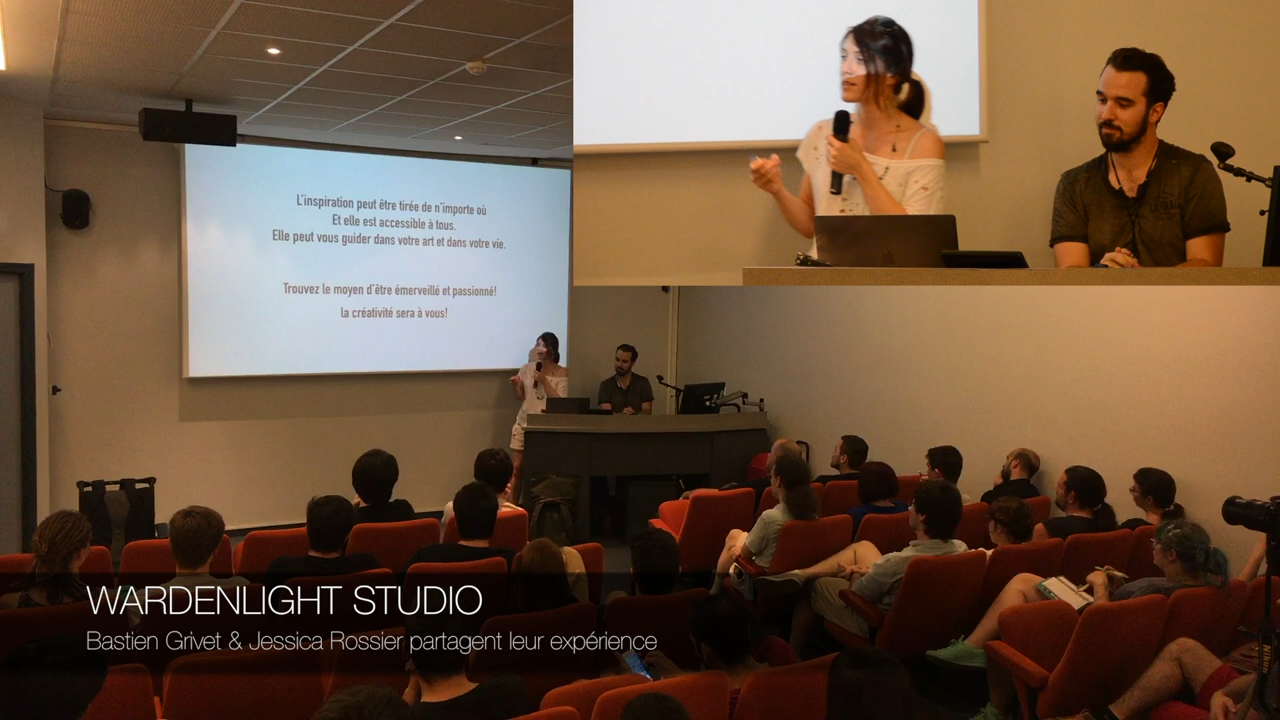 L'inspiration peut être tirée de n'importe où
Et elle est accessible à tous.
Elle peut vous guider dans votre art et dans votre vie.
Trouvez le moyen d'être émerveillé et passionné!
la créativité sera à vous!
WARDENLIGHT STUDIO
Bastien Grivet & Jessica Rossier partagent leur expérience
Nikon